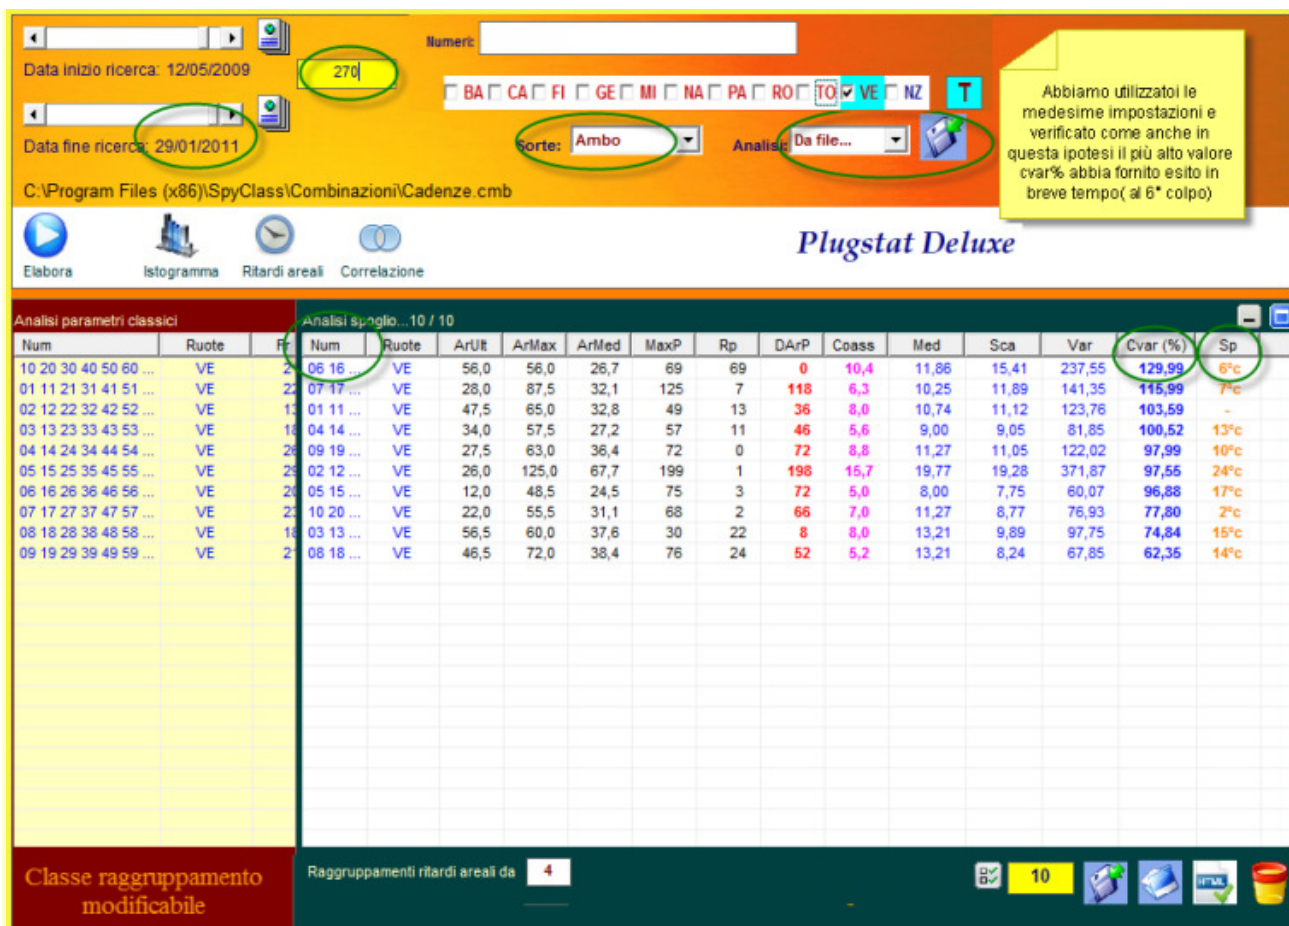 Numeri:
Data inizio ricerca: 12/05/2009
270
BA CA FI GE MI NA PA RO TO VE NZ T
Data fine ricerca: 29/01/2011
Sorte: Ambo Analisi: Da file...
C:\Program Files (x86)\SpyClass\Combinazioni\Cadenze.cmb
Abbiamo utilizzatoi le
medesime impostazioni e
verificato come anche in
questa ipotesi il più alto valore
cvar% abbia fornito esito in
breve tempo( al 6° colpo)
Elabora Istogramma Ritardi areali Correlazione
Plugstat Deluxe
Analisi parametri classici
Num Ruote Fr
10 20 30 40 50 60 ... VE 2
01 11 21 31 41 51 ... VE 22
02 12 22 32 42 52 ... VE 13
03 13 23 33 43 53 ... VE 18
04 14 24 34 44 54 ... VE 26
05 15 25 35 45 55 ... VE 29
06 16 26 36 46 56 ... VE 20
07 17 27 37 47 57 ... VE 23
08 18 28 38 48 58 ... VE 18
09 19 29 39 49 59 ... VE 2
Analisi spoglio...10 / 10
Num Ruote ArUlt ArMax ArMed MaxP Rp DArP Coass Med Sca Var Cvar (%) Sp
06 16 ... VE 56,0 56,0 26,7 69 69 0 10,4 11,86 15,41 237,55 129,99 6°c
07 17 ... VE 28,0 87,5 32,1 125 7 118 6,3 10,25 11,89 141,35 115,99 7°c
01 11 ... VE 47,5 65,0 32,8 49 13 36 8,0 10,74 11,12 123,76 103,59 -
04 14 ... VE 34,0 57,5 27,2 57 11 46 5,6 9,00 9,05 81,85 100,52 13°c
09 19 ... VE 27,5 63,0 36,4 72 0 72 8,8 11,27 11,05 122,02 97,99 10°c
02 12 ... VE 26,0 125,0 67,7 199 1 198 15,7 19,77 19,28 371,87 97,55 24°c
05 15 ... VE 12,0 48,5 24,5 75 3 72 5,0 8,00 7,75 60,07 96,88 17°c
10 20 ... VE 22,0 55,5 31,1 68 2 66 7,0 11,27 8,77 76,93 77,80 2°c
03 13 ... VE 56,5 60,0 37,6 30 22 8 8,0 13,21 9,89 97,75 74,84 15°c
08 18 ... VE 46,5 72,0 38,4 76 24 52 5,2 13,21 8,24 67,85 62,35 14°c
Classe raggruppamento
modificabile
Raggruppamenti ritardi areali da 4
10
HTML